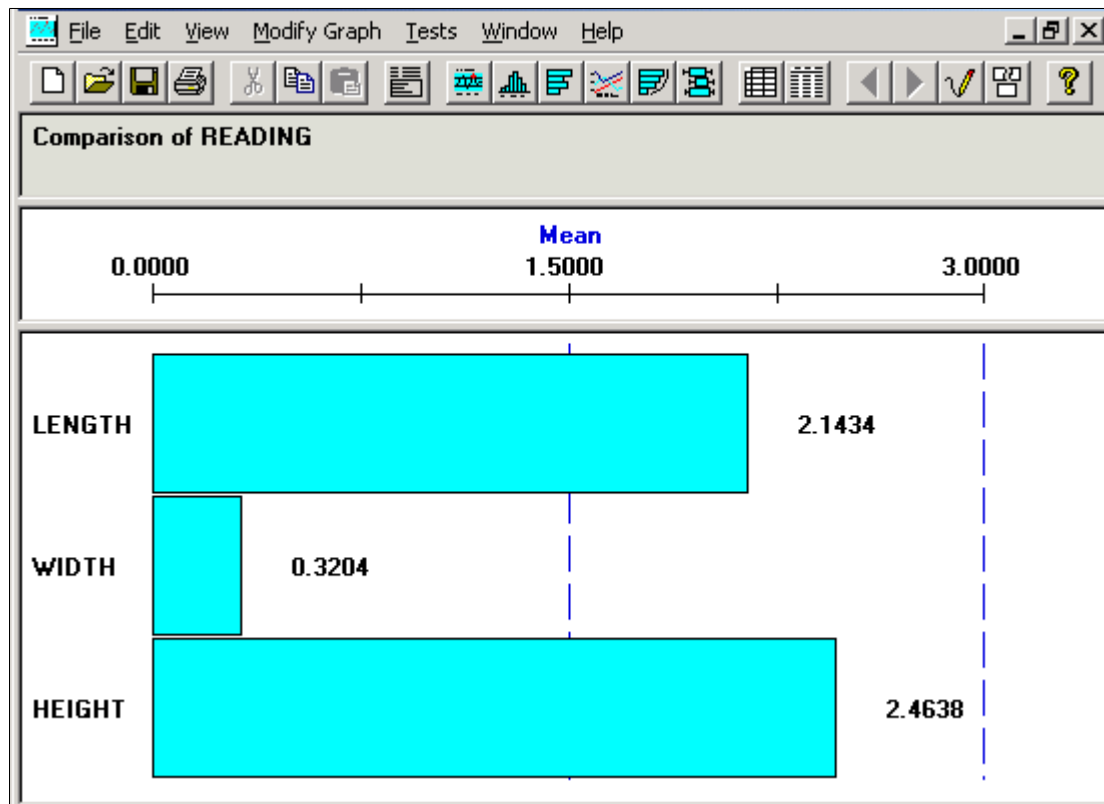 File Edit View Modify Graph Tests Window Help
?
Comparison of READING
Mean
0.0000 1.5000 3.0000
LENGTH 2.1434
WIDTH 0.3204
HEIGHT 2.4638